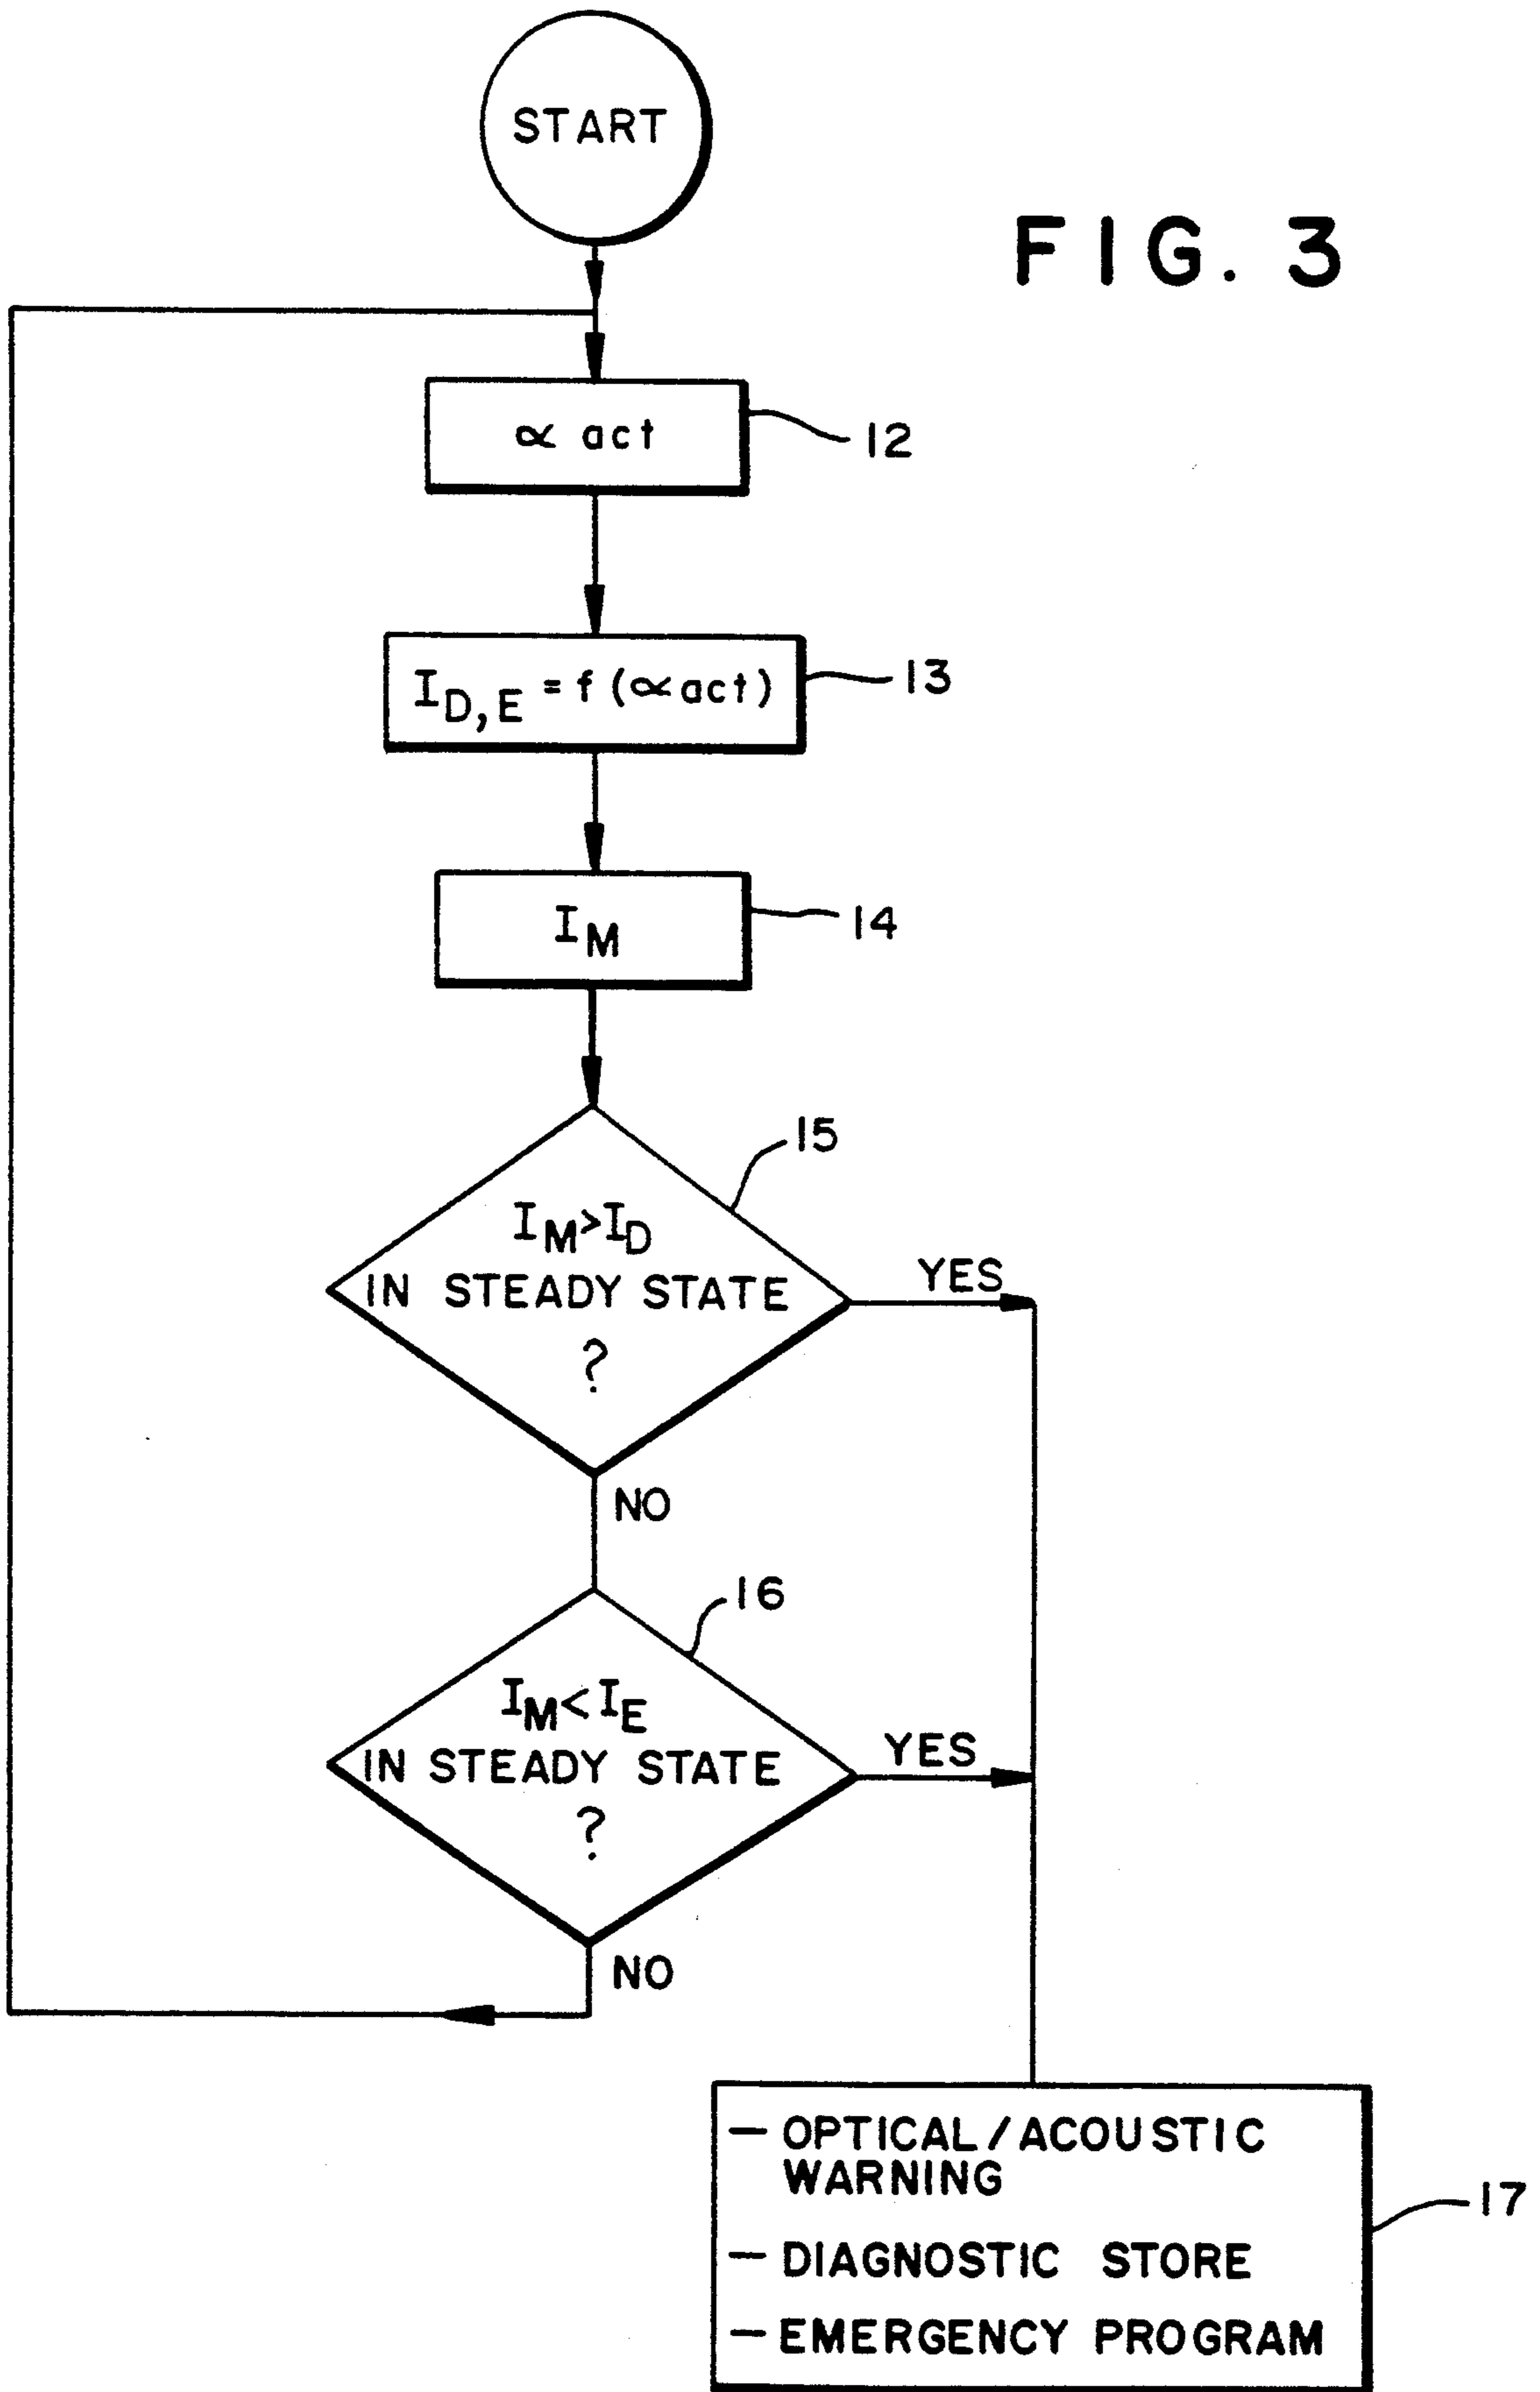 START
FIG. 3
∝ act
12
I_D,E = f (∝ act)
13
I_M
14
15
I_M>I_D
IN STEADY STATE
?
YES
NO
16
I_M<I_E
IN STEADY STATE
?
YES
NO
— OPTICAL/ACOUSTIC
WARNING
17
— DIAGNOSTIC STORE
— EMERGENCY PROGRAM